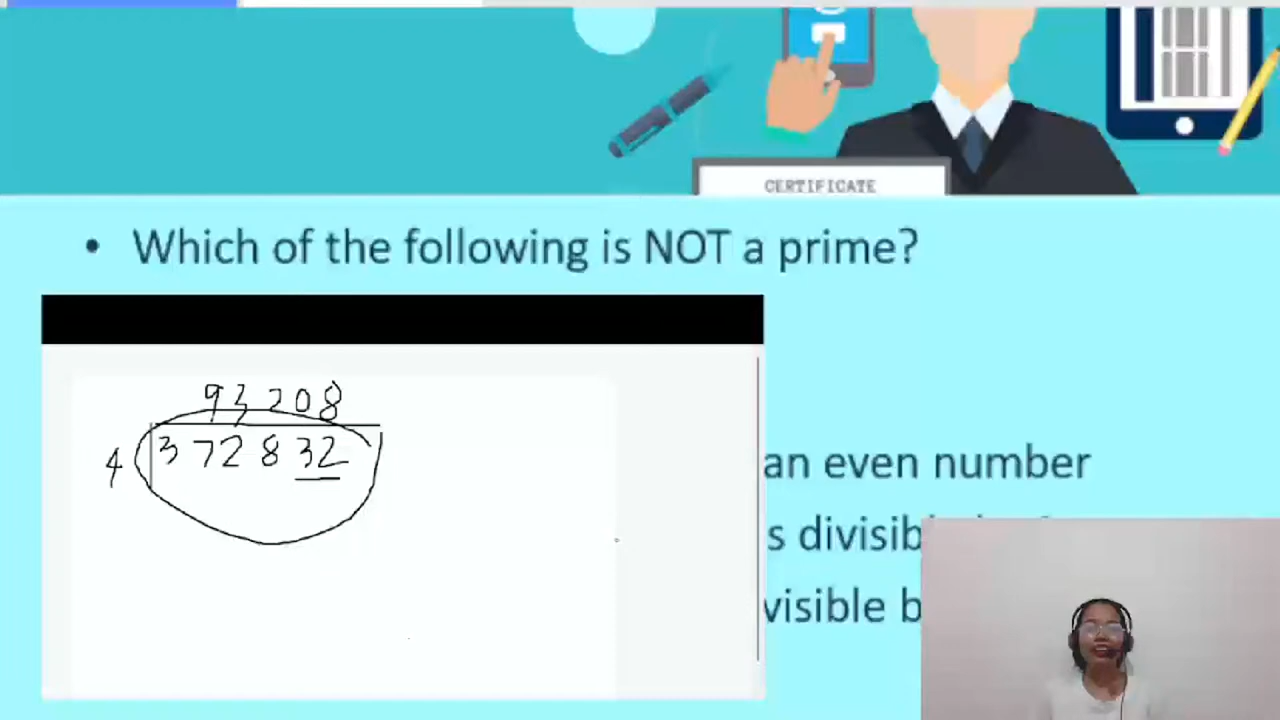 CERTIFICATE
• Which of the following is NOT a prime?
93208
4 372832
an even number
s divisib
visible b